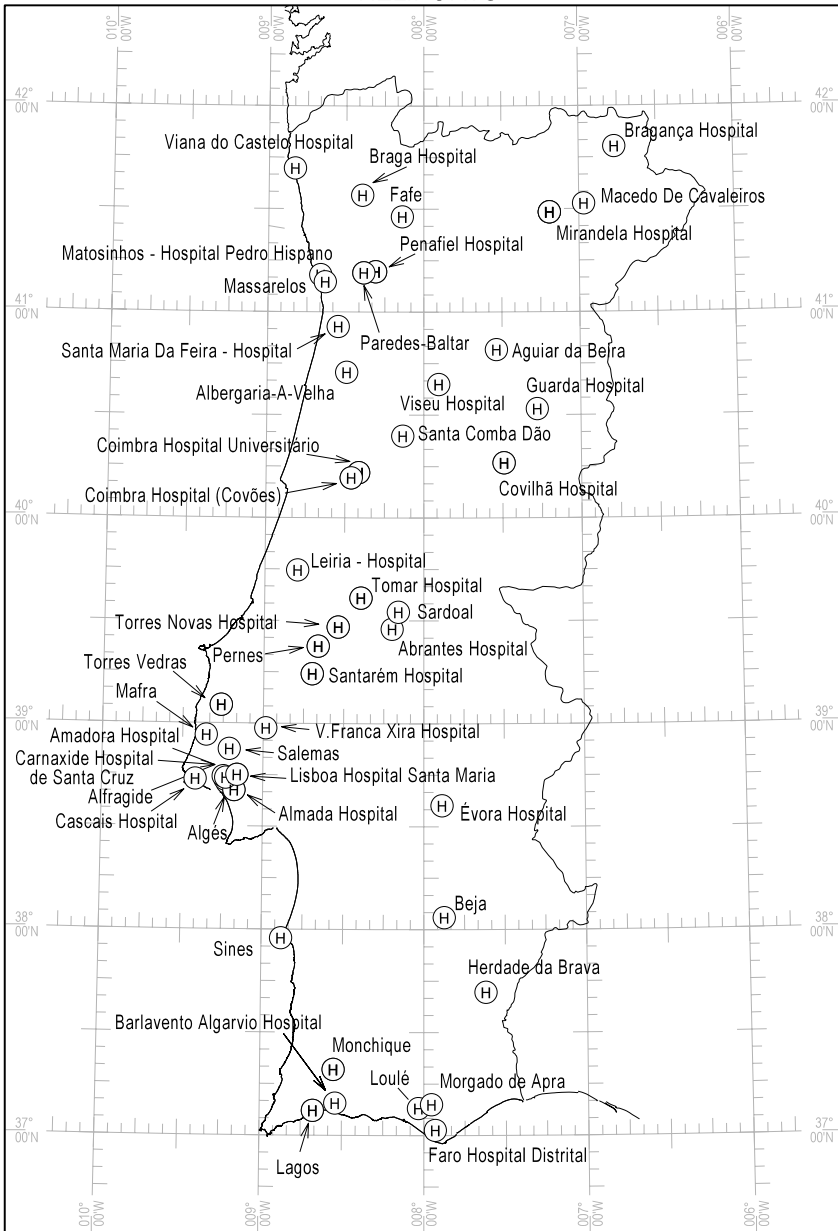 010°
00'W
009°
00'W
008°
00'W
007°
00'W
006°
00'W
42°
00'N
42°
00'N
Bragança Hospital
Viana do Castelo Hospital
Braga Hospital
Fafe
Macedo De Cavaleiros
H
H
H
H
H
H
Mirandela Hospital
Penafiel Hospital
Matosinhos - Hospital Pedro Hispano
H
H
Massarelos
H
41°
00'N
41°
00'N
H
Paredes-Baltar
Santa Maria Da Feira - Hospital
H
Aguiar da Beira
H
Albergaria-A-Velha
H
Guarda Hospital
Viseu Hospital
H
H
Santa Comba Dão
Coimbra Hospital Universitário
H
Covilhã Hospital
Coimbra Hospital (Covões)
40°
00'N
40°
00'N
H
Leiria - Hospital
Tomar Hospital
H
H
Sardoal
Torres Novas Hospital
H
H
Abrantes Hospital
Pernes
H
Torres Vedras
H
Santarém Hospital
Mafra
H
39°
00'N
39°
00'N
Amadora Hospital
H
H
V.Franca Xira Hospital
Carnaxide Hospital
de Santa Cruz
H
Salemas
H
Lisboa Hospital Santa Maria
Alfragide
H
H
H
Almada Hospital
Cascais Hospital
Algés
H
Évora Hospital
38°
00'N
38°
00'N
Beja
H
Sines
H
Herdade da Brava
H
Barlavento Algarvio Hospital
Monchique
H
Loulé
Morgado de Apra
H
H
H
H
37°
00'N
37°
00'N
H
Faro Hospital Distrital
Lagos
010°
00'W
009°
00'W
008°
00'W
007°
00'W
006°
00'W